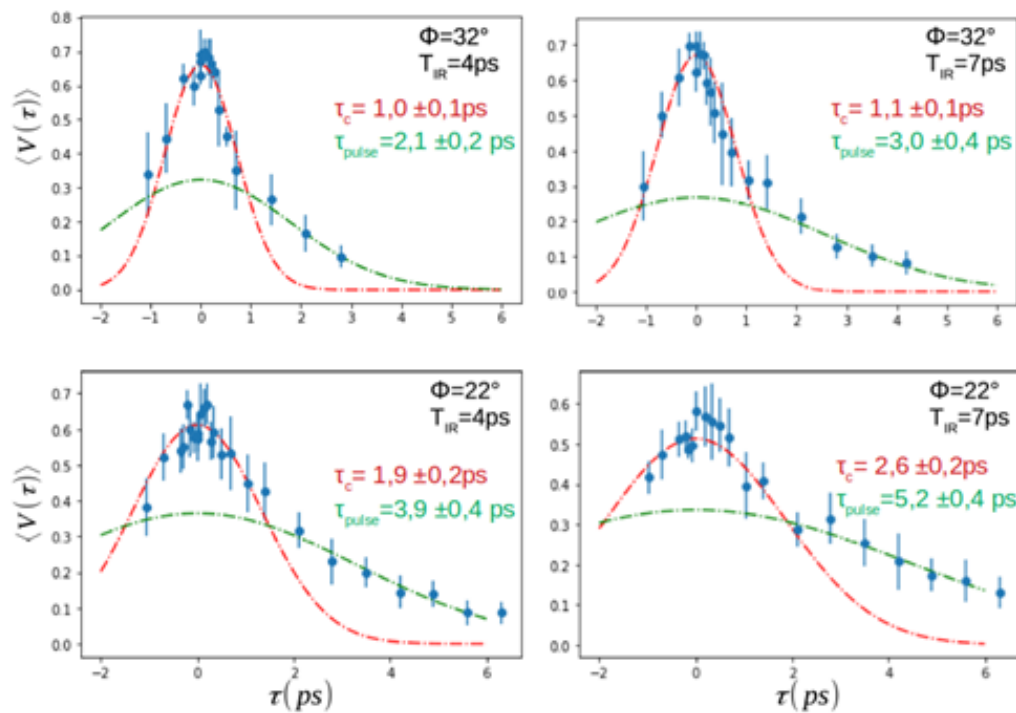 0.8
0.7
0.6
0.5
0.4
0.3
0.2
0.1
0.0
⟨V(τ)⟩
Φ=32°
T_IR=4ps
τ_c= 1,0 ±0,1ps
τ_pulse=2,1 ±0,2 ps
−2 −1 0 1 2 3 4 5 6
0.7
0.6
0.5
0.4
0.3
0.2
0.1
0.0
Φ=32°
T_IR=7ps
τ_c= 1,1 ±0,1ps
τ_pulse=3,0 ±0,4 ps
−2 −1 0 1 2 3 4 5 6
0.7
0.6
0.5
0.4
0.3
0.2
0.1
0.0
⟨V(τ)⟩
Φ=22°
T_IR=4ps
τ_c= 1,9 ±0,2ps
τ_pulse=3,9 ±0,4 ps
−2 0 2 4 6
τ(ps)
0.6
0.5
0.4
0.3
0.2
0.1
0.0
Φ=22°
T_IR=7ps
τ_c= 2,6 ±0,2ps
τ_pulse=5,2 ±0,4 ps
−2 0 2 4 6
τ(ps)